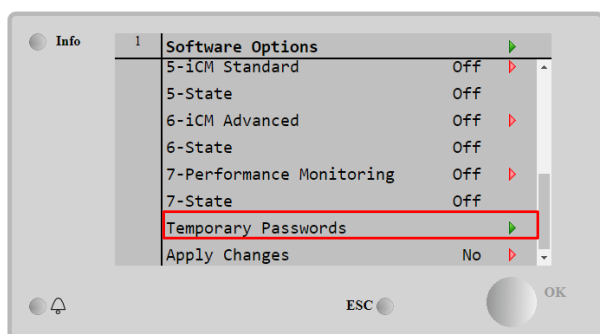 Info
1 Software Options
5-iCM Standard Off
5-State Off
6-iCM Advanced Off
6-State Off
7-Performance Monitoring Off
7-State Off
Temporary Passwords
Apply Changes No
ESC
OK